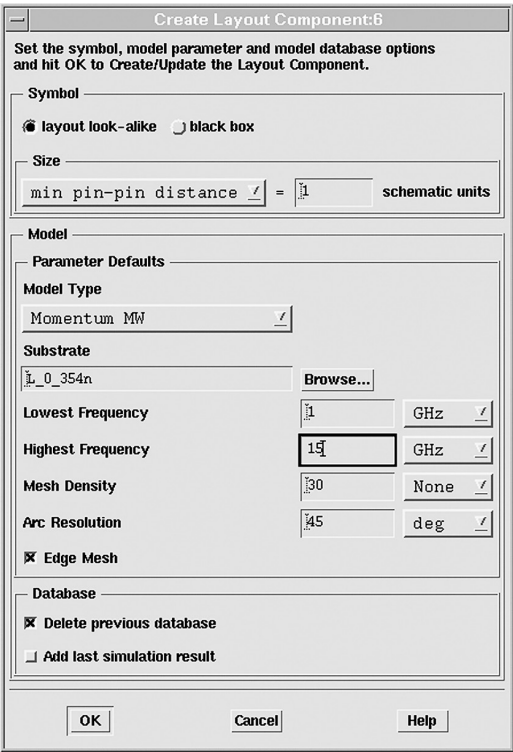 Create Layout Component:6
Set the symbol, model parameter and model database options
and hit OK to Create/Update the Layout Component.
Symbol
layout look-alike black box
Size
min pin-pin distance = 1 schematic units
Model
Parameter Defaults
Model Type
Momentum MW
Substrate
L_0_354n Browse...
Lowest Frequency 1 GHz
Highest Frequency 15 GHz
Mesh Density 30 None
Arc Resolution 45 deg
Edge Mesh
Database
Delete previous database
Add last simulation result
OK Cancel Help